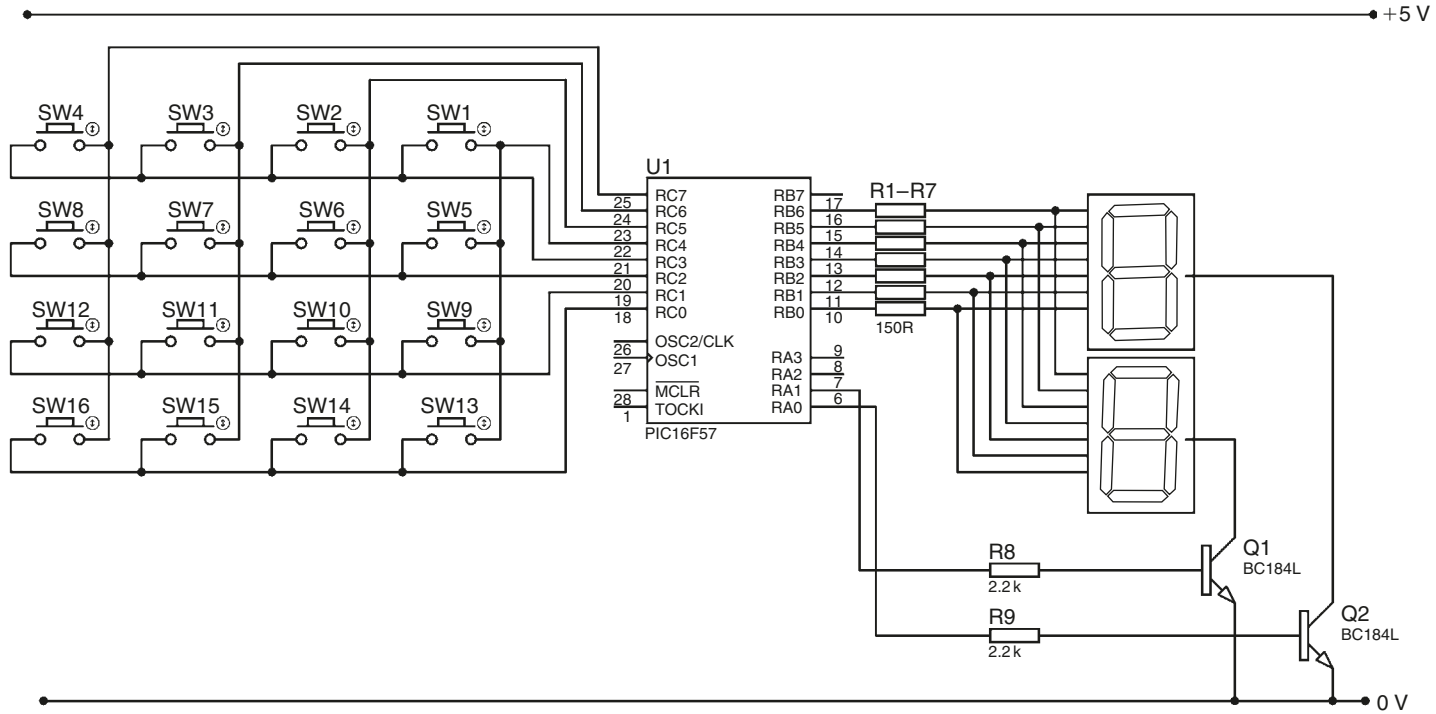 +5 V
SW4 SW3 SW2 SW1
SW8 SW7 SW6 SW5
SW12 SW11 SW10 SW9
SW16 SW15 SW14 SW13
U1
RC7
25
RC6
24
RC5
23
RC4
22
RC3
21
RC2
20
RC1
19
RC0
18
OSC2/CLK
26
OSC1
27
MCLR
28
TOCKI
1
RB7
17
RB6
16
RB5
15
RB4
14
RB3
13
RB2
12
RB1
11
RB0
10
RA3
9
RA2
8
RA1
7
RA0
6
PIC16F57
R1–R7
150R
R8
2.2 k
R9
2.2 k
Q1
BC184L
Q2
BC184L
0 V